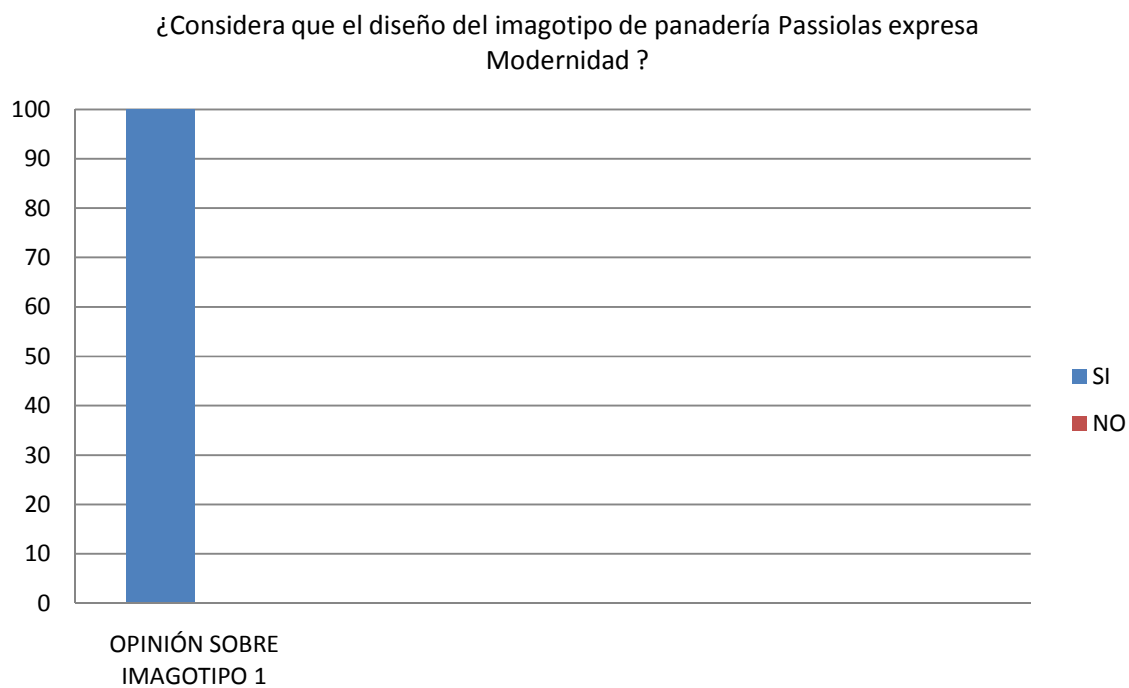 ¿Considera que el diseño del imagotipo de panadería Passiolas expresa
Modernidad ?
100
90
80
70
60
50
40
30
20
10
0
SI
NO
OPINIÓN SOBRE
IMAGOTIPO 1